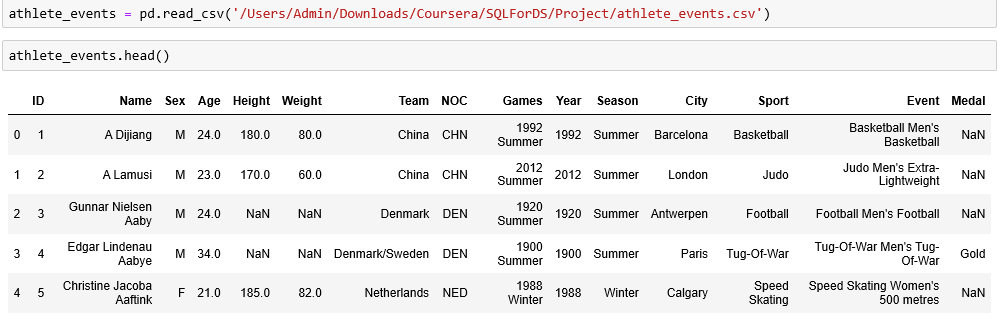 athlete_events = pd.read_csv('/Users/Admin/Downloads/Coursera/SQLForDS/Project/athlete_events.csv')
athlete_events.head()
ID Name Sex Age Height Weight Team NOC Games Year Season City Sport Event Medal
0 1 A Dijiang M 24.0 180.0 80.0 China CHN 1992 Summer 1992 Summer Barcelona Basketball Basketball Men's Basketball NaN
1 2 A Lamusi M 23.0 170.0 60.0 China CHN 2012 Summer 2012 Summer London Judo Judo Men's Extra-Lightweight NaN
2 3 Gunnar Nielsen Aaby M 24.0 NaN NaN Denmark DEN 1920 Summer 1920 Summer Antwerpen Football Football Men's Football NaN
3 4 Edgar Lindenau Aabye M 34.0 NaN NaN Denmark/Sweden DEN 1900 Summer 1900 Summer Paris Tug-Of-War Tug-Of-War Men's Tug-Of-War Gold
4 5 Christine Jacoba Aaftink F 21.0 185.0 82.0 Netherlands NED 1988 Winter 1988 Winter Calgary Speed Skating Speed Skating Women's 500 metres NaN